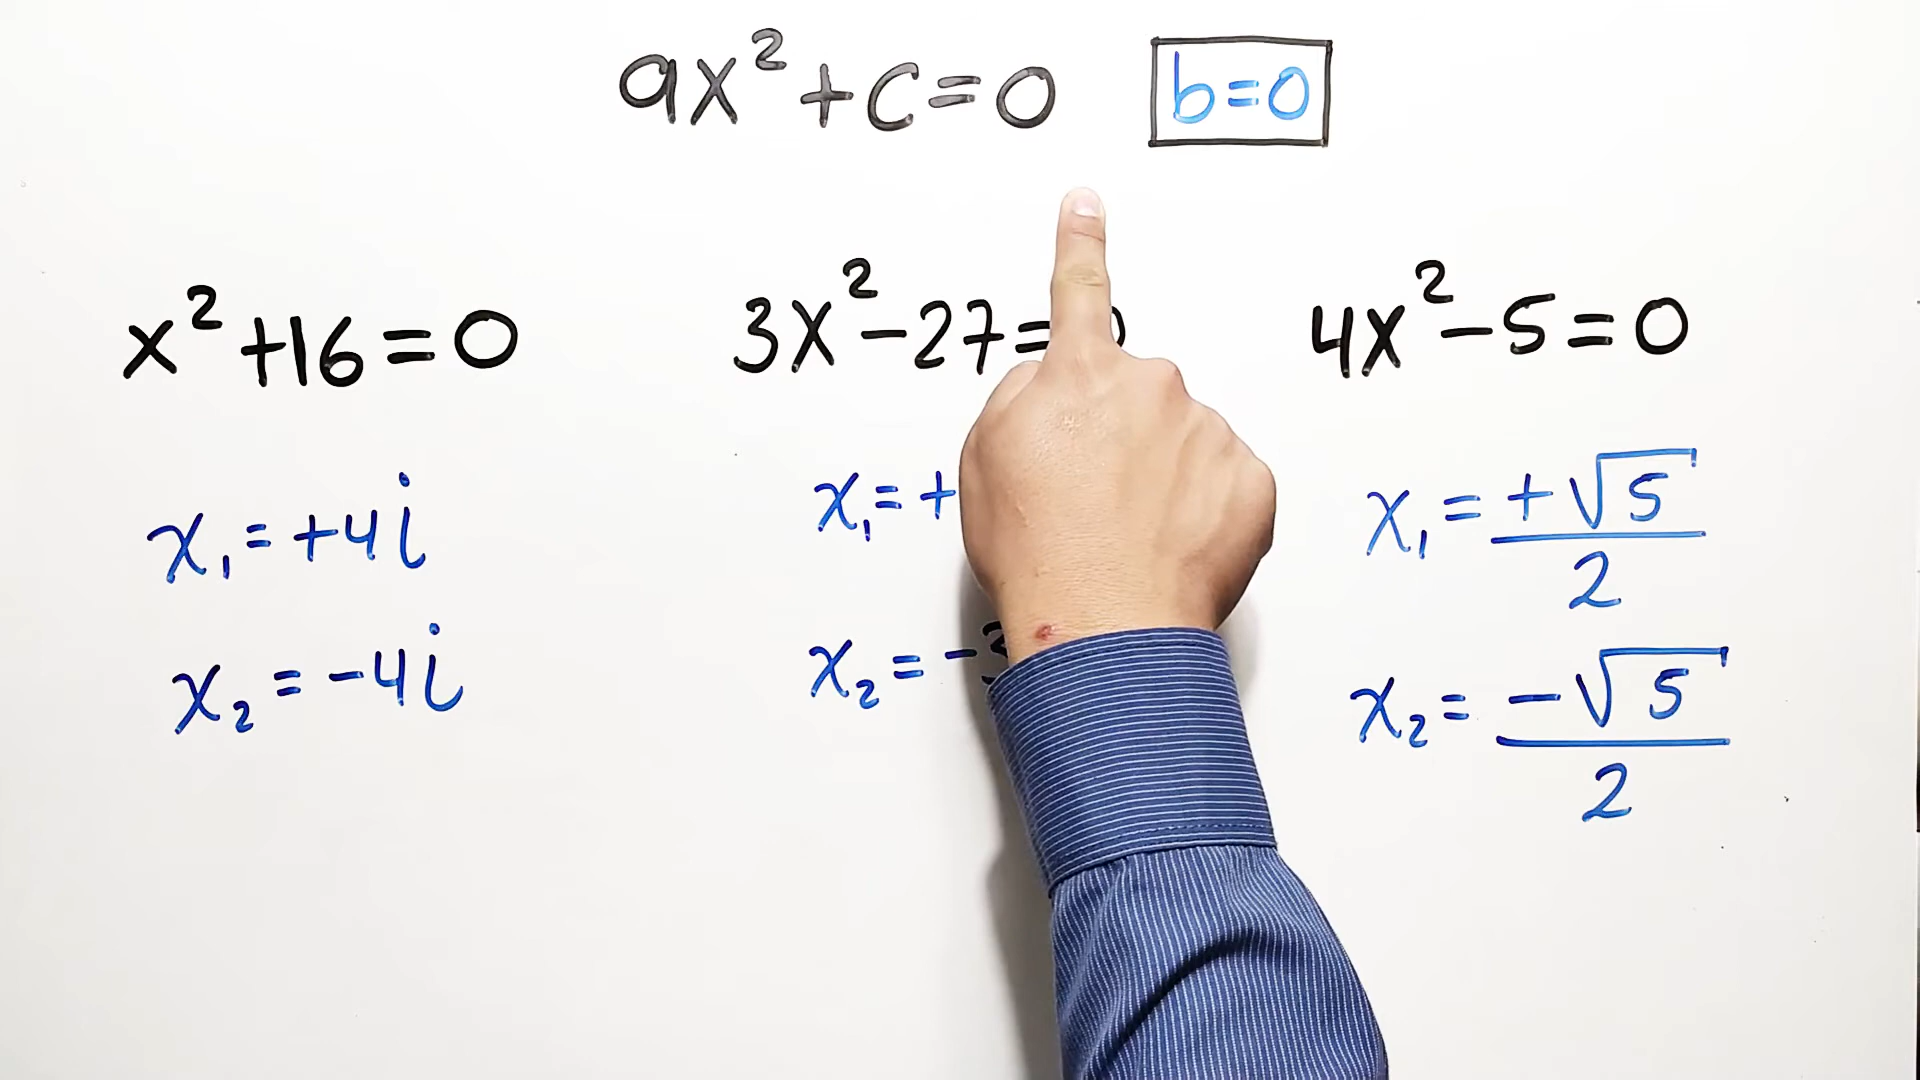 ax²+c=0
b=0
x²+16=0
x₁=+4i
x₂=-4i
3x²-27=
x₁=+
x₂=-
4x²-5=0
x₁=+√5/2
x₂=-√5/2